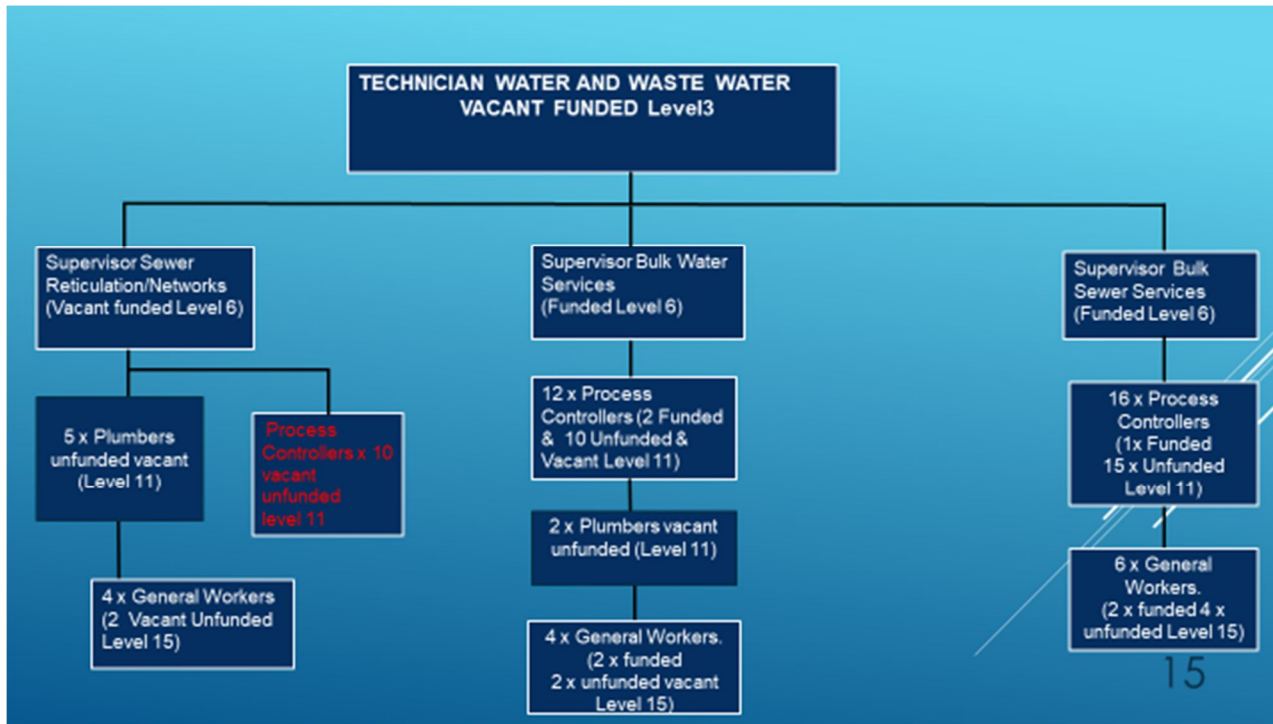 TECHNICIAN WATER AND WASTE WATER
VACANT FUNDED Level3
Supervisor Sewer
Reticulation/Networks
(Vacant funded Level 6)
Supervisor Bulk Water
Services
(Funded Level 6)
Supervisor Bulk
Sewer Services
(Funded Level 6)
5 x Plumbers
unfunded vacant
(Level 11)
Process
Controllers x 10
vacant
unfunded
level 11
12 x Process
Controllers (2 Funded
& 10 Unfunded &
Vacant Level 11)
16 x Process
Controllers
(1x Funded
15 x Unfunded
Level 11)
2 x Plumbers vacant
unfunded (Level 11)
4 x General Workers
(2 Vacant Unfunded
Level 15)
4 x General Workers.
(2 x funded
2 x unfunded vacant
Level 15)
6 x General
Workers.
(2 x funded 4 x
unfunded Level 15)
15